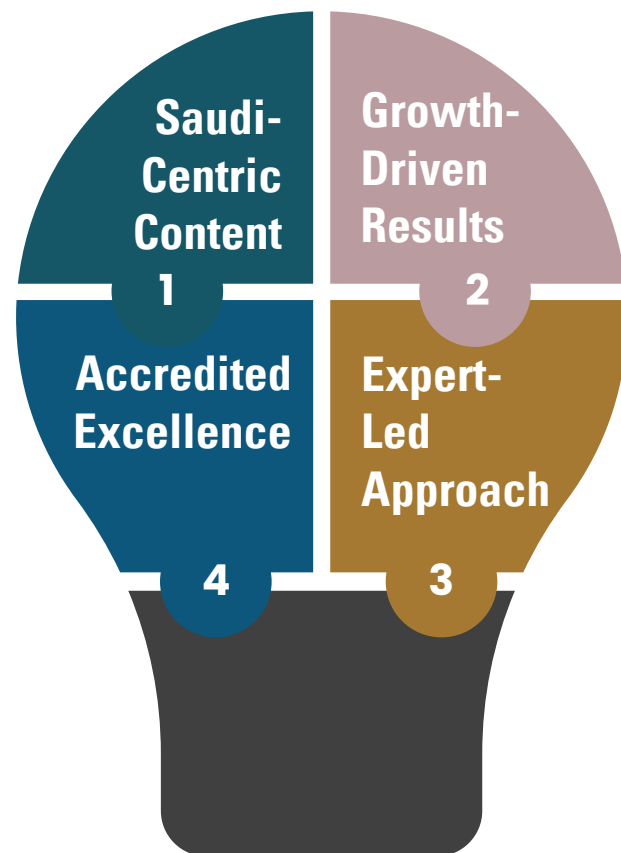 Saudi-
Centric
Content
1
Growth-
Driven
Results
2
Expert-
Led
Approach
3
Accredited
Excellence
4